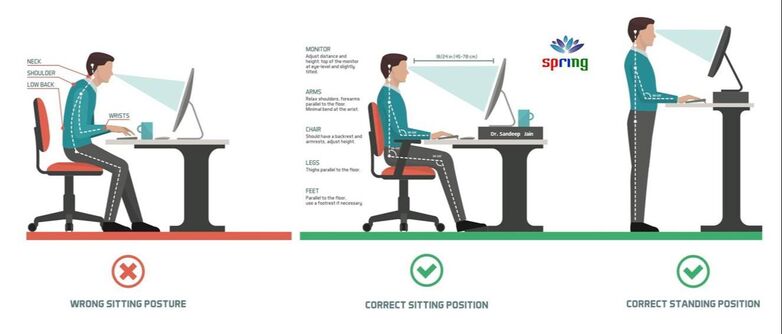 NECK
SHOULDER
LOW BACK
WRISTS
WRONG SITTING POSTURE
MONITOR
Adjust distance and
height: top of the monitor
at eye-level and slightly
tilted.
ARMS
Relax shoulders, forearms
parallel to the floor.
Minimal bend at the wrist.
CHAIR
Should have a backrest and
armrests, adjust height.
LEGS
Thighs parallel to the floor.
FEET
Parallel to the floor,
use a footrest if necessary.
18/24 in (45-78 cm)
spring
Dr. Sandeep Jain
CORRECT SITTING POSITION
CORRECT STANDING POSITION